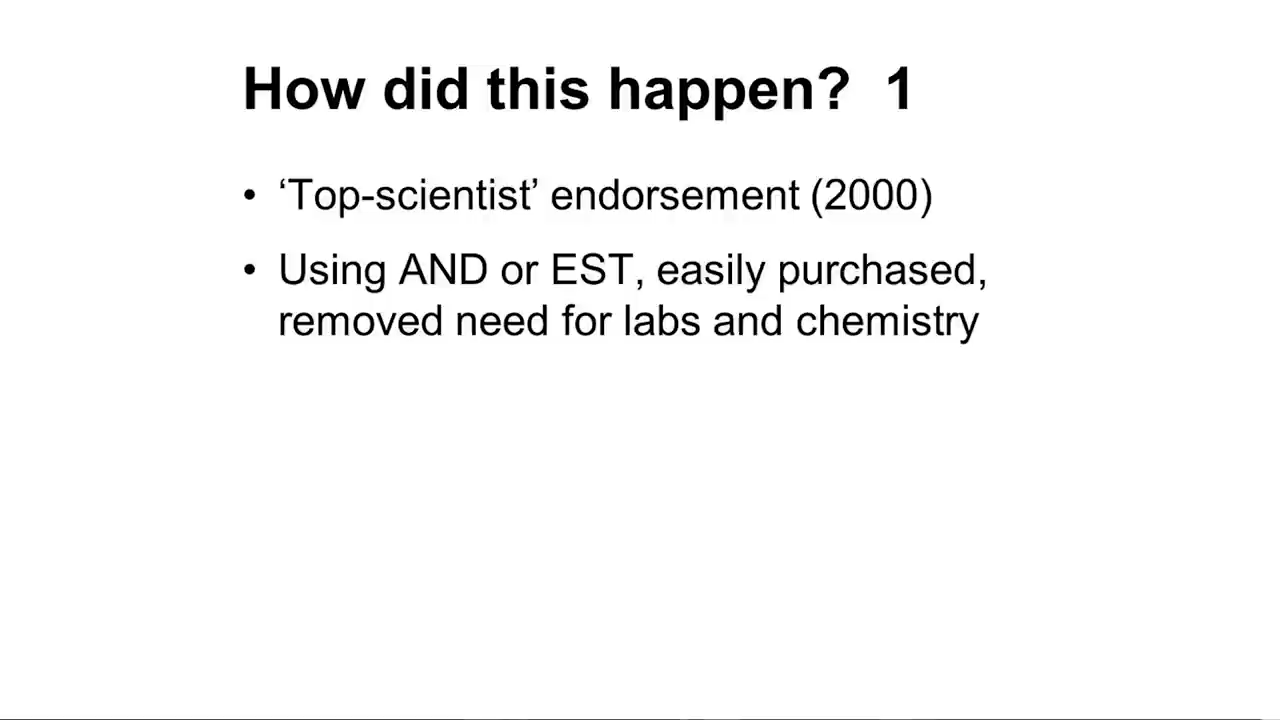 How did this happen?  1
• ‘Top-scientist’ endorsement (2000)
• Using AND or EST, easily purchased,
removed need for labs and chemistry